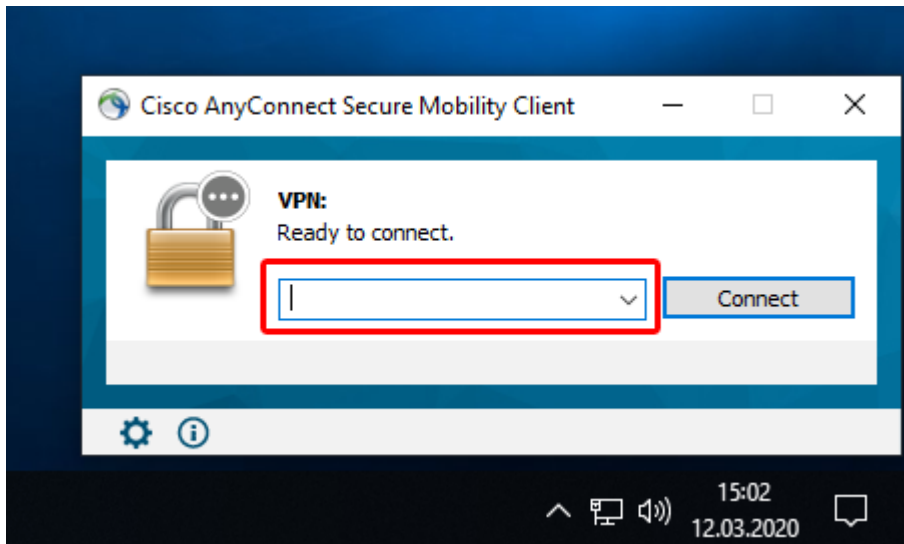 Cisco AnyConnect Secure Mobility Client
VPN:
Ready to connect.
Connect
15:02
12.03.2020